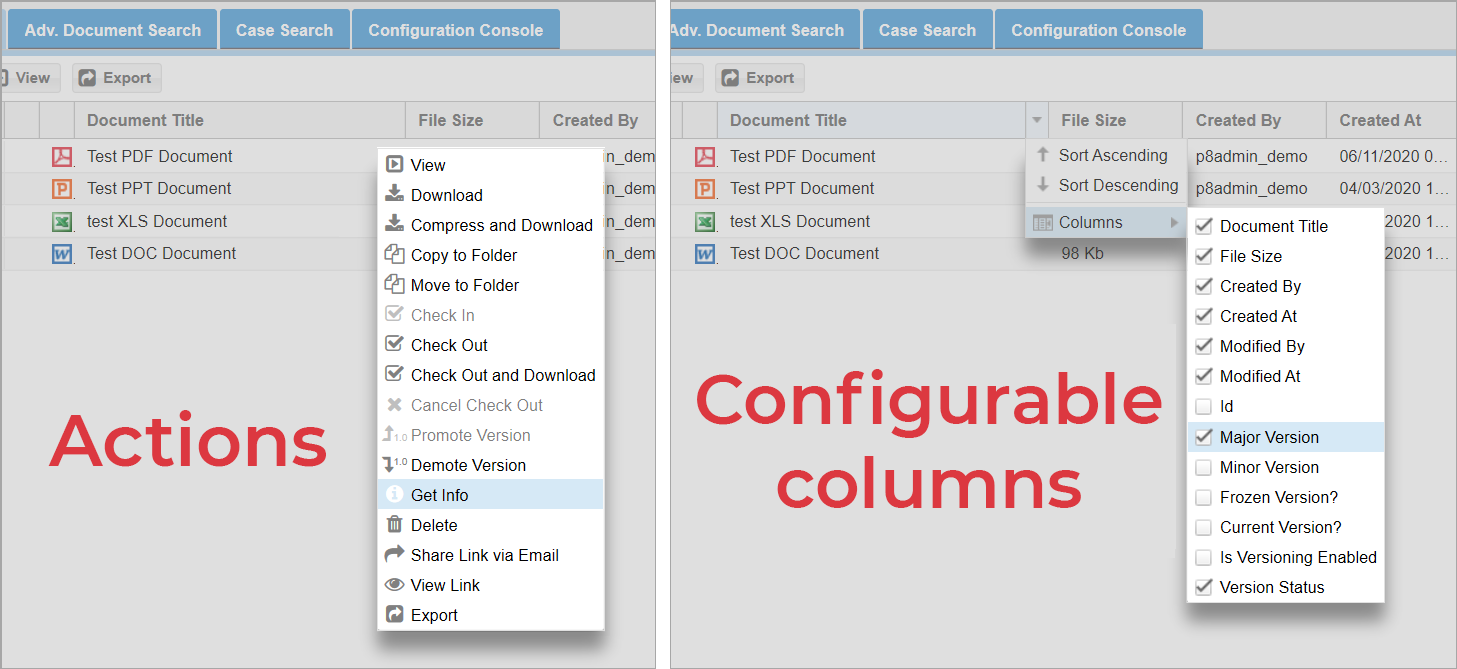 Adv. Document Search Case Search Configuration Console
View Export
Document Title File Size Created By
Test PDF Document
Test PPT Document
test XLS Document
Test DOC Document
in_demo
in_dem
View
Download
Compress and Download
Copy to Folder
Move to Folder
Check In
Check Out
Check Out and Download
Cancel Check Out
1.0 Promote Version
1.0 Demote Version
Get Info
Delete
Share Link via Email
View Link
Export
Actions
Adv. Document Search Case Search Configuration Console
ew Export
Document Title File Size Created By Created At
Test PDF Document p8admin_demo 06/11/2020 0...
Test PPT Document p8admin_demo 04/03/2020 1...
test XLS Document 2020 1...
Test DOC Document 98 Kb 2020 1...
Sort Ascending
Sort Descending
Columns
Document Title
File Size
Created By
Created At
Modified By
Modified At
Id
Major Version
Minor Version
Frozen Version?
Current Version?
Is Versioning Enabled
Version Status
Configurable
columns